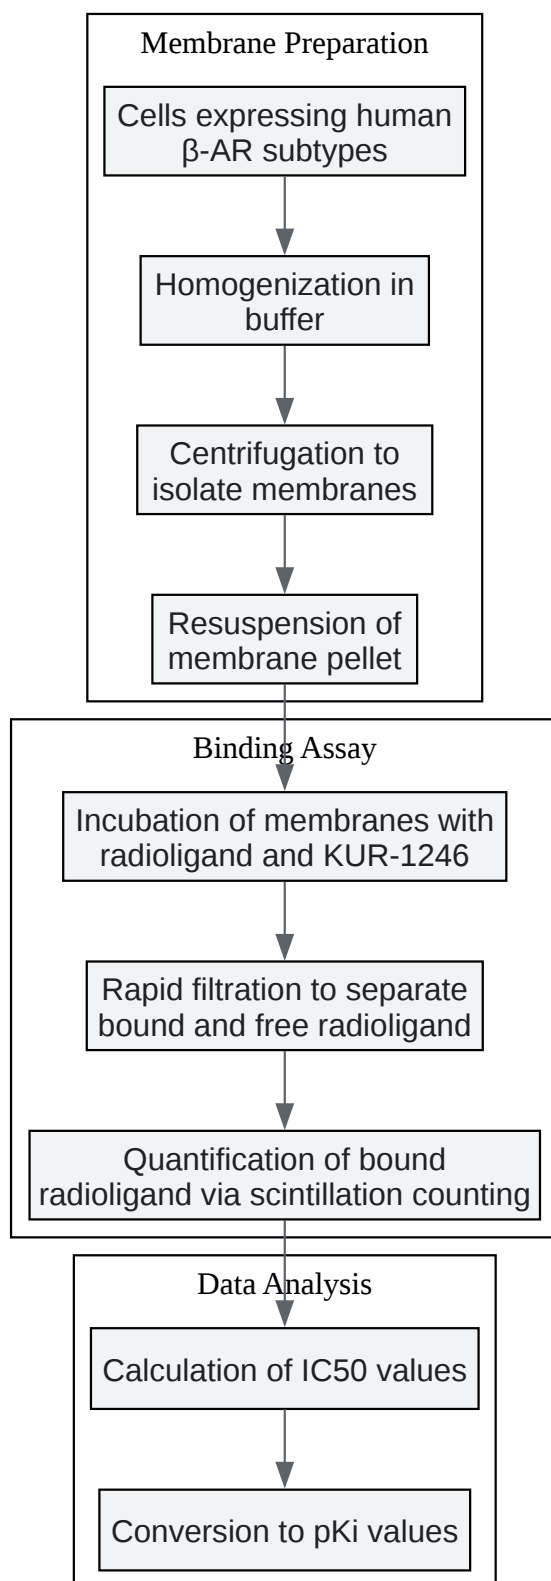 Membrane Preparation
Cells expressing human
β-AR subtypes
Homogenization in
buffer
Centrifugation to
isolate membranes
Resuspension of
membrane pellet
Binding Assay
Incubation of membranes with
radioligand and KUR-1246
Rapid filtration to separate
bound and free radioligand
Quantification of bound
radioligand via scintillation counting
Data Analysis
Calculation of IC50 values
Conversion to pKi values